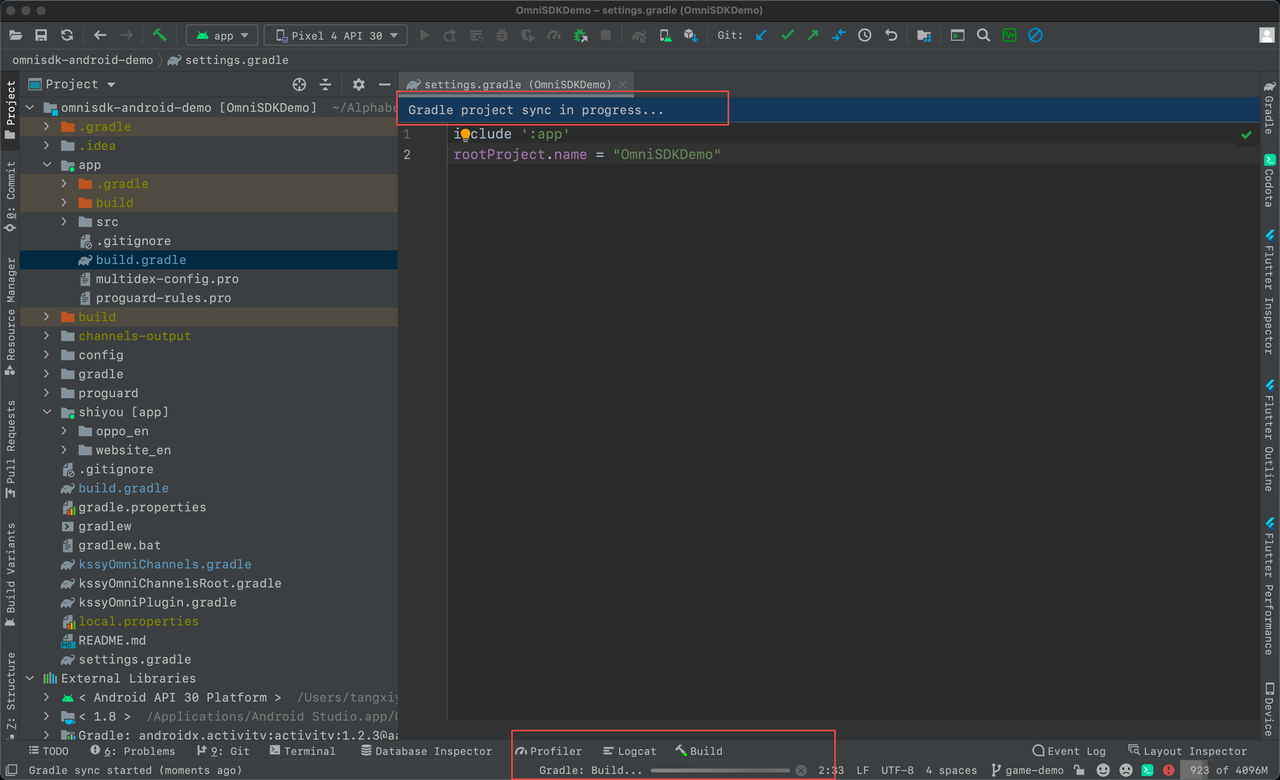 OmniSDKDemo – settings.gradle (OmniSDKDemo)
app
Pixel 4 API 30
Git:
omnisdk-android-demo
settings.gradle
Project
settings.gradle (OmniSDKDemo)
Gradle project sync in progress...
1
include ':app'
2
rootProject.name = "OmniSDKDemo"
omnisdk-android-demo [OmniSDKDemo] ~/Alphabe
.gradle
.idea
app
.gradle
build
src
.gitignore
build.gradle
multidex-config.pro
proguard-rules.pro
build
channels-output
config
gradle
proguard
shiyou [app]
oppo_en
website_en
.gitignore
build.gradle
gradle.properties
gradlew
gradlew.bat
kssyOmniChannels.gradle
kssyOmniChannelsRoot.gradle
kssyOmniPlugin.gradle
local.properties
README.md
settings.gradle
External Libraries
< Android API 30 Platform > /Users/tangxiy
< 1.8 > /Applications/Android Studio.app/C
Gradle: androidx.activity:activity:1.2.3@aa
Project
0: Commit
Resource Manager
Pull Requests
Build Variants
Z: Structure
Gradle
Codota
Flutter Inspector
Flutter Outline
Flutter Performance
Device
TODO
6: Problems
9: Git
Terminal
Database Inspector
Profiler
Logcat
Build
Event Log
Layout Inspector
Gradle sync started (moments ago)
Gradle: Build...
2:33
LF
UTF-8
4 spaces
game-demo
923 of 4096M